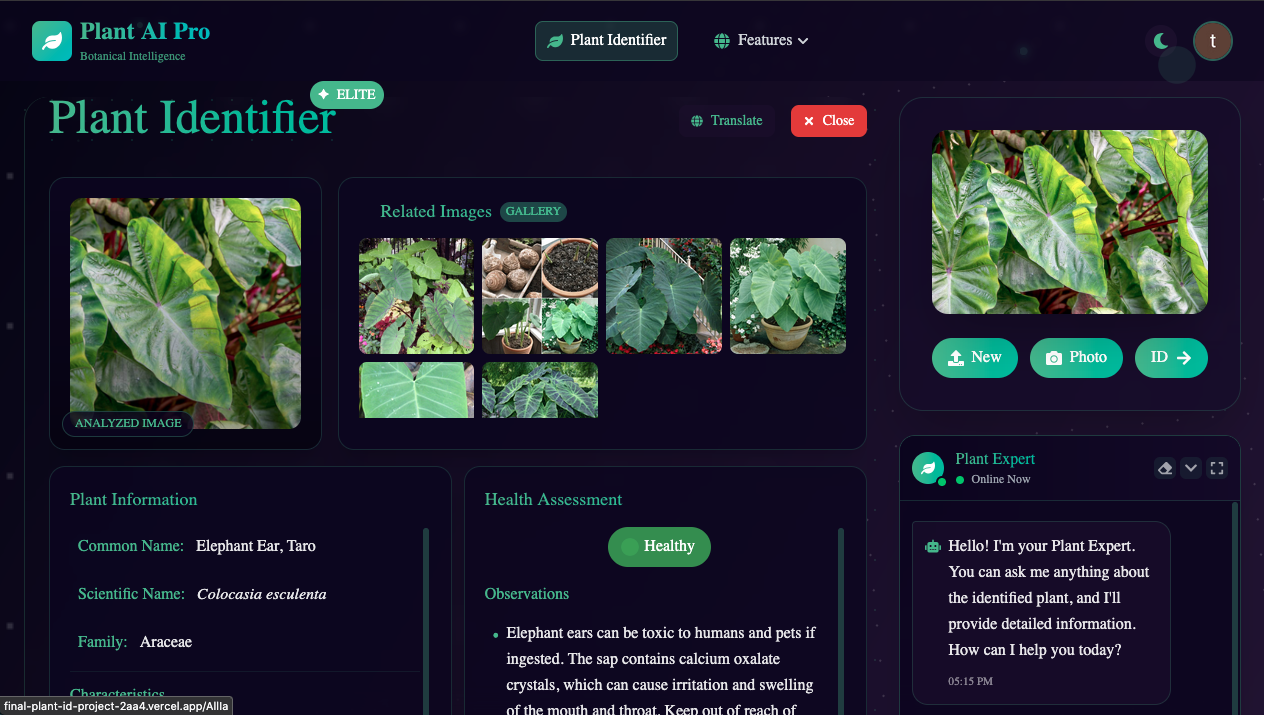 Plant AI Pro
Botanical Intelligence
Plant Identifier
Features
t
Plant Identifier
ELITE
Translate
Close
ANALYZED IMAGE
Related Images
GALLERY
New
Photo
ID
Plant Information
Common Name: Elephant Ear, Taro
Scientific Name: Colocasia esculenta
Family: Araceae
Characteristics
Health Assessment
Healthy
Observations
Elephant ears can be toxic to humans and pets if
ingested. The sap contains calcium oxalate
crystals, which can cause irritation and swelling
of the mouth and throat. Keep out of reach of
Plant Expert
Online Now
Hello! I'm your Plant Expert.
You can ask me anything about
the identified plant, and I'll
provide detailed information.
How can I help you today?
05:15 PM
final-plant-id-project-2aa4.vercel.app/AIIIa